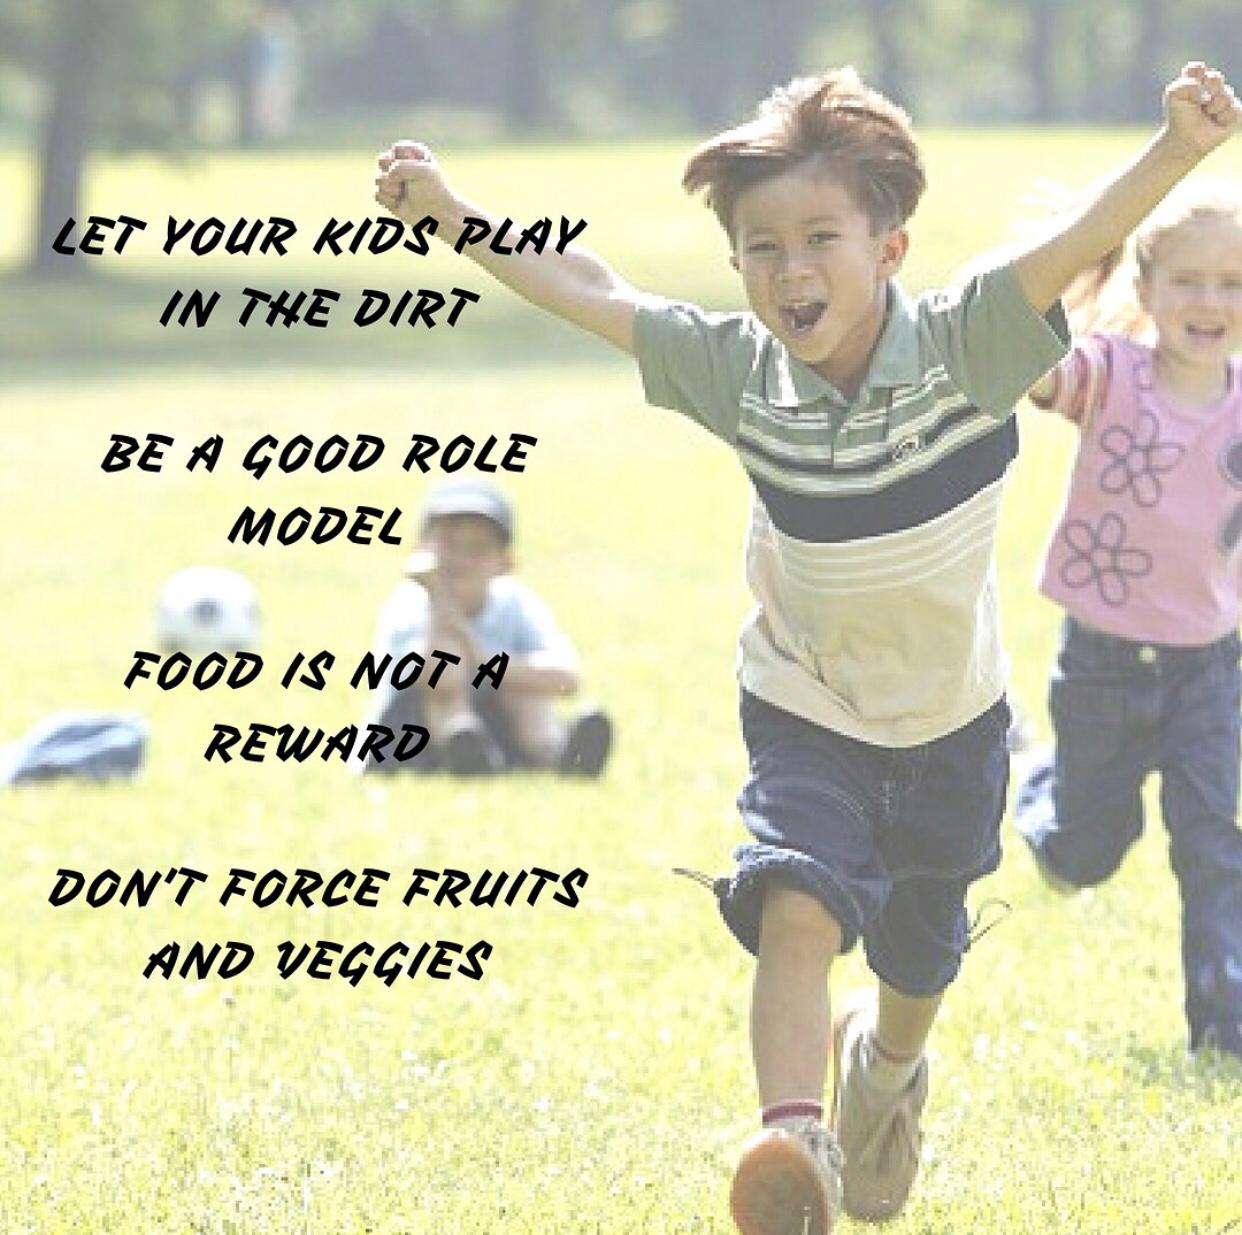 LET YOUR KIDS PLAY
IN THE DIRT
BE A GOOD ROLE
MODEL
FOOD IS NOT A
REWARD
DON'T FORCE FRUITS
AND VEGGIES